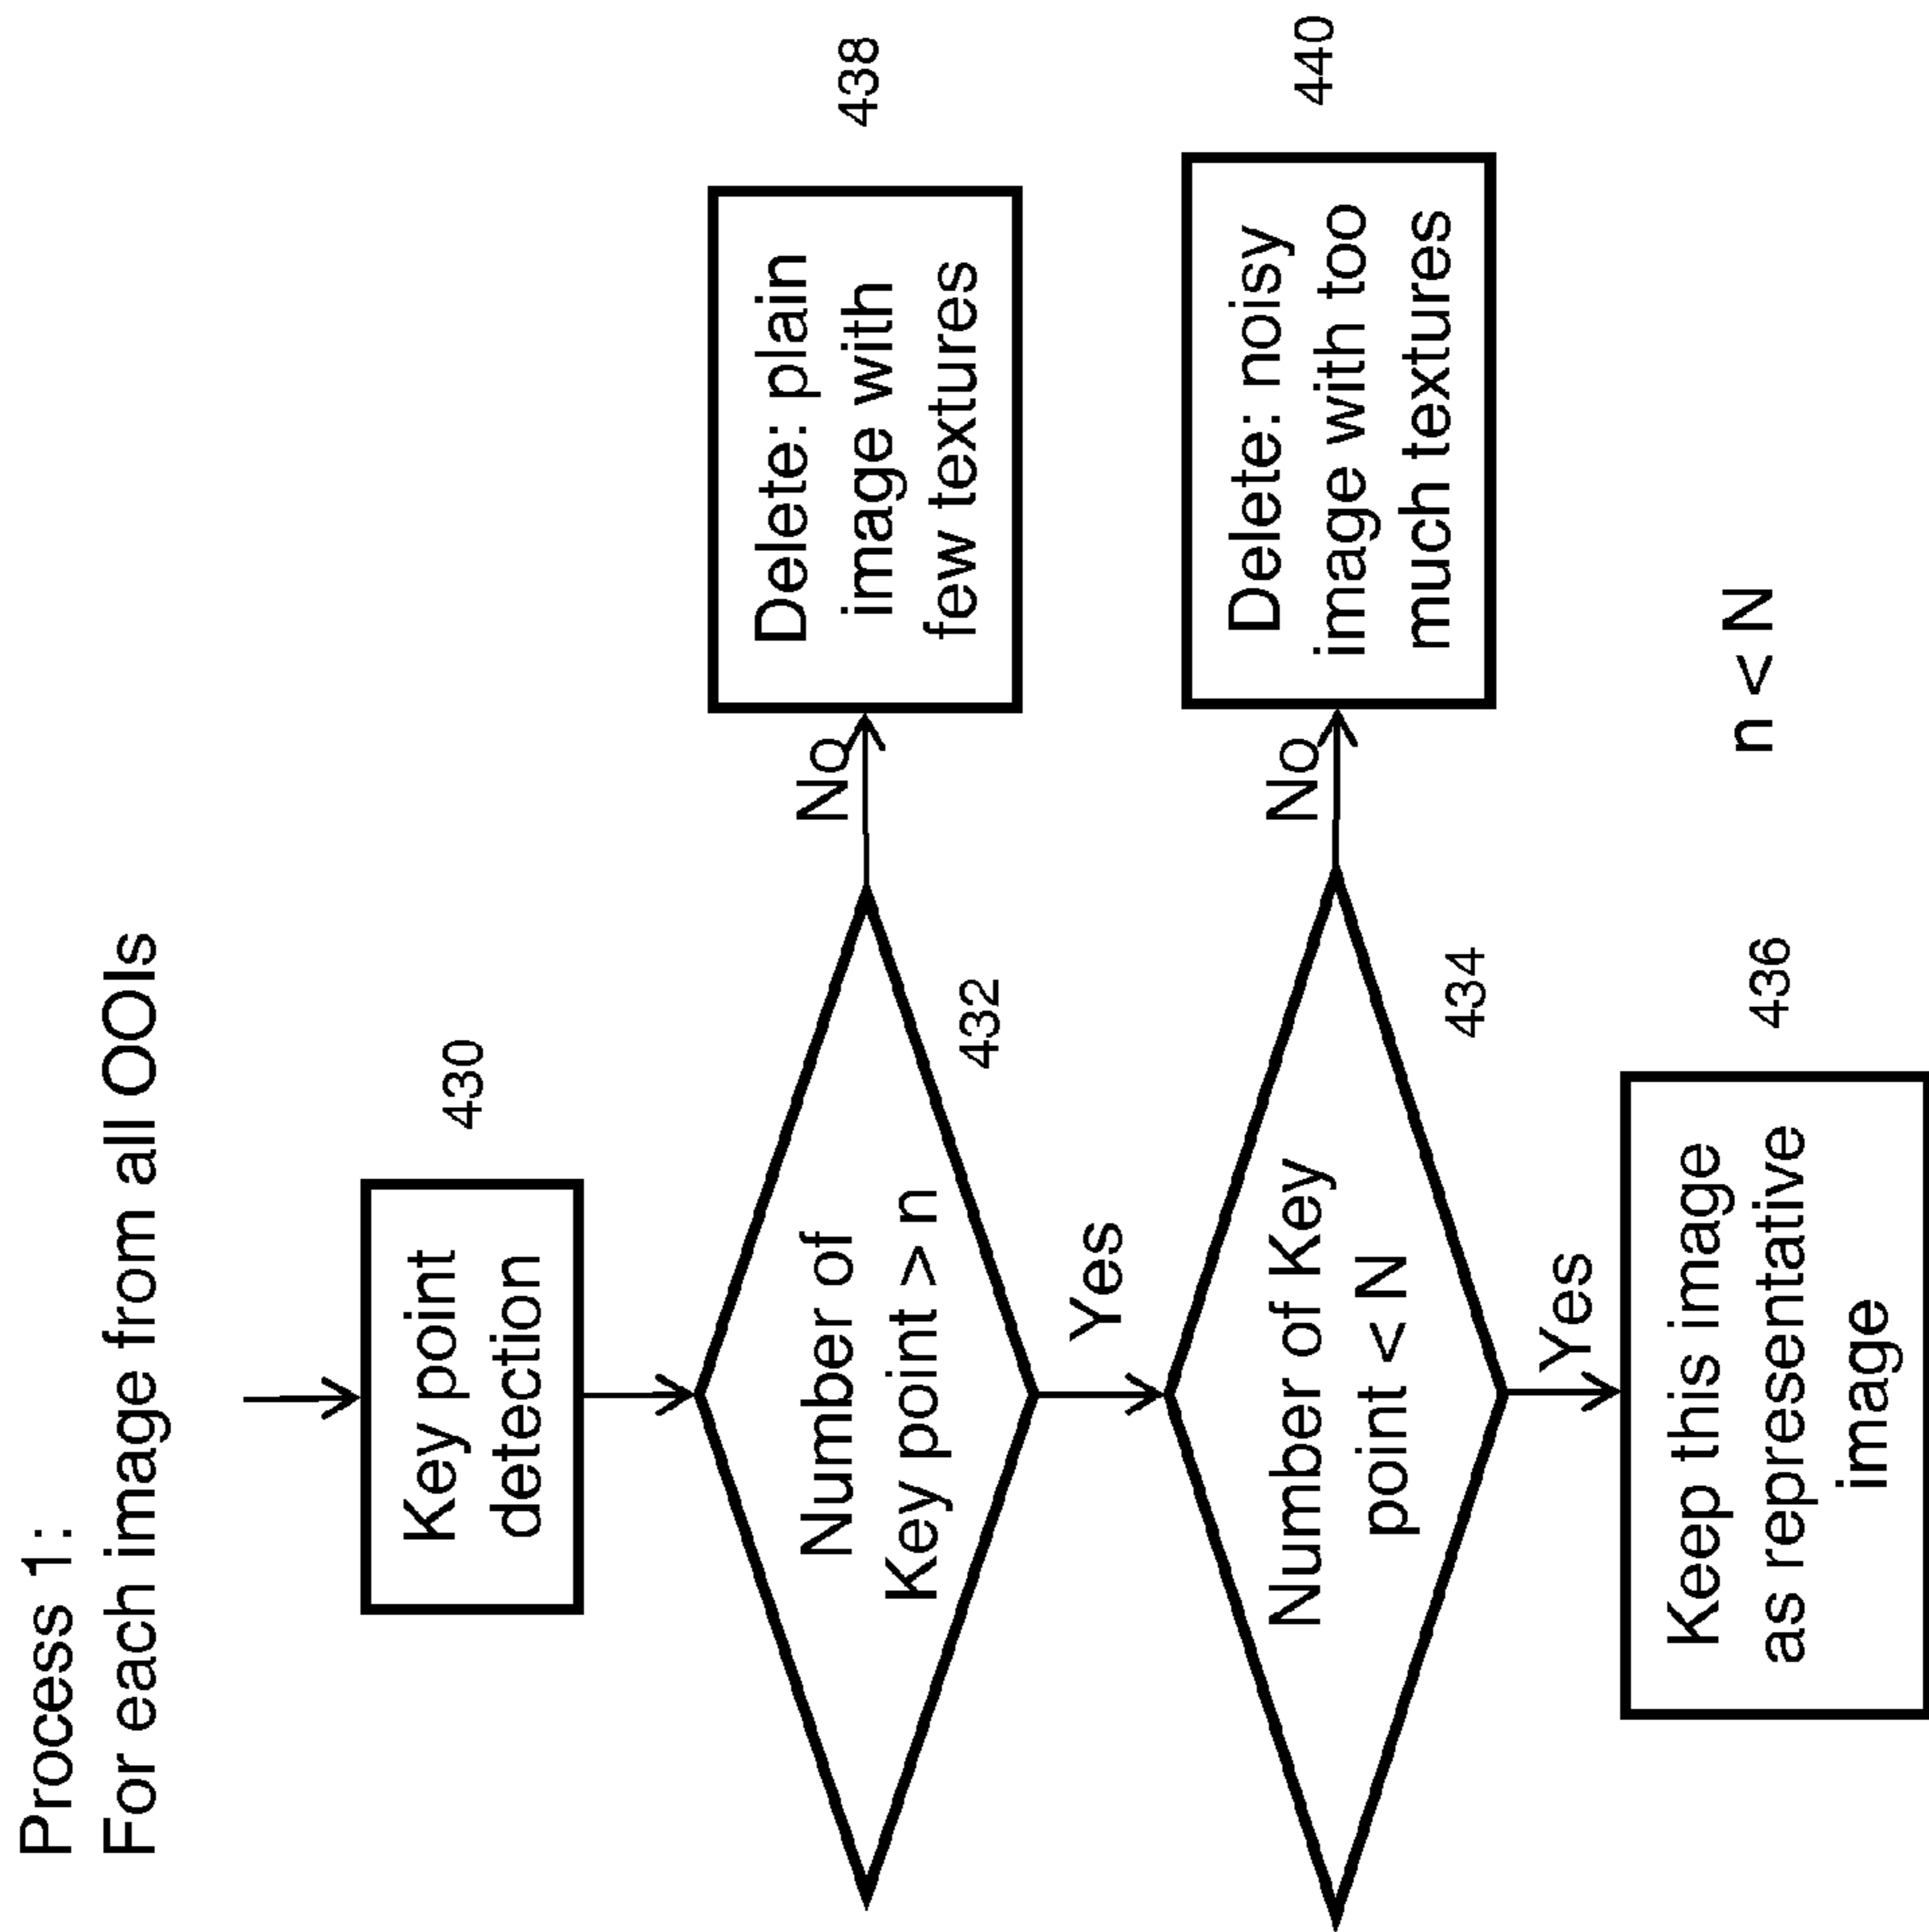 Process 1:
For each image from all OOIs
Key point
detection
430
Number of
Key point > n
432
No
Delete: plain
image with
few textures
438
Yes
Number of Key
point < N
434
No
Delete: noisy
image with too
much textures
440
Yes
Keep this image
as representative
image
436
n < N